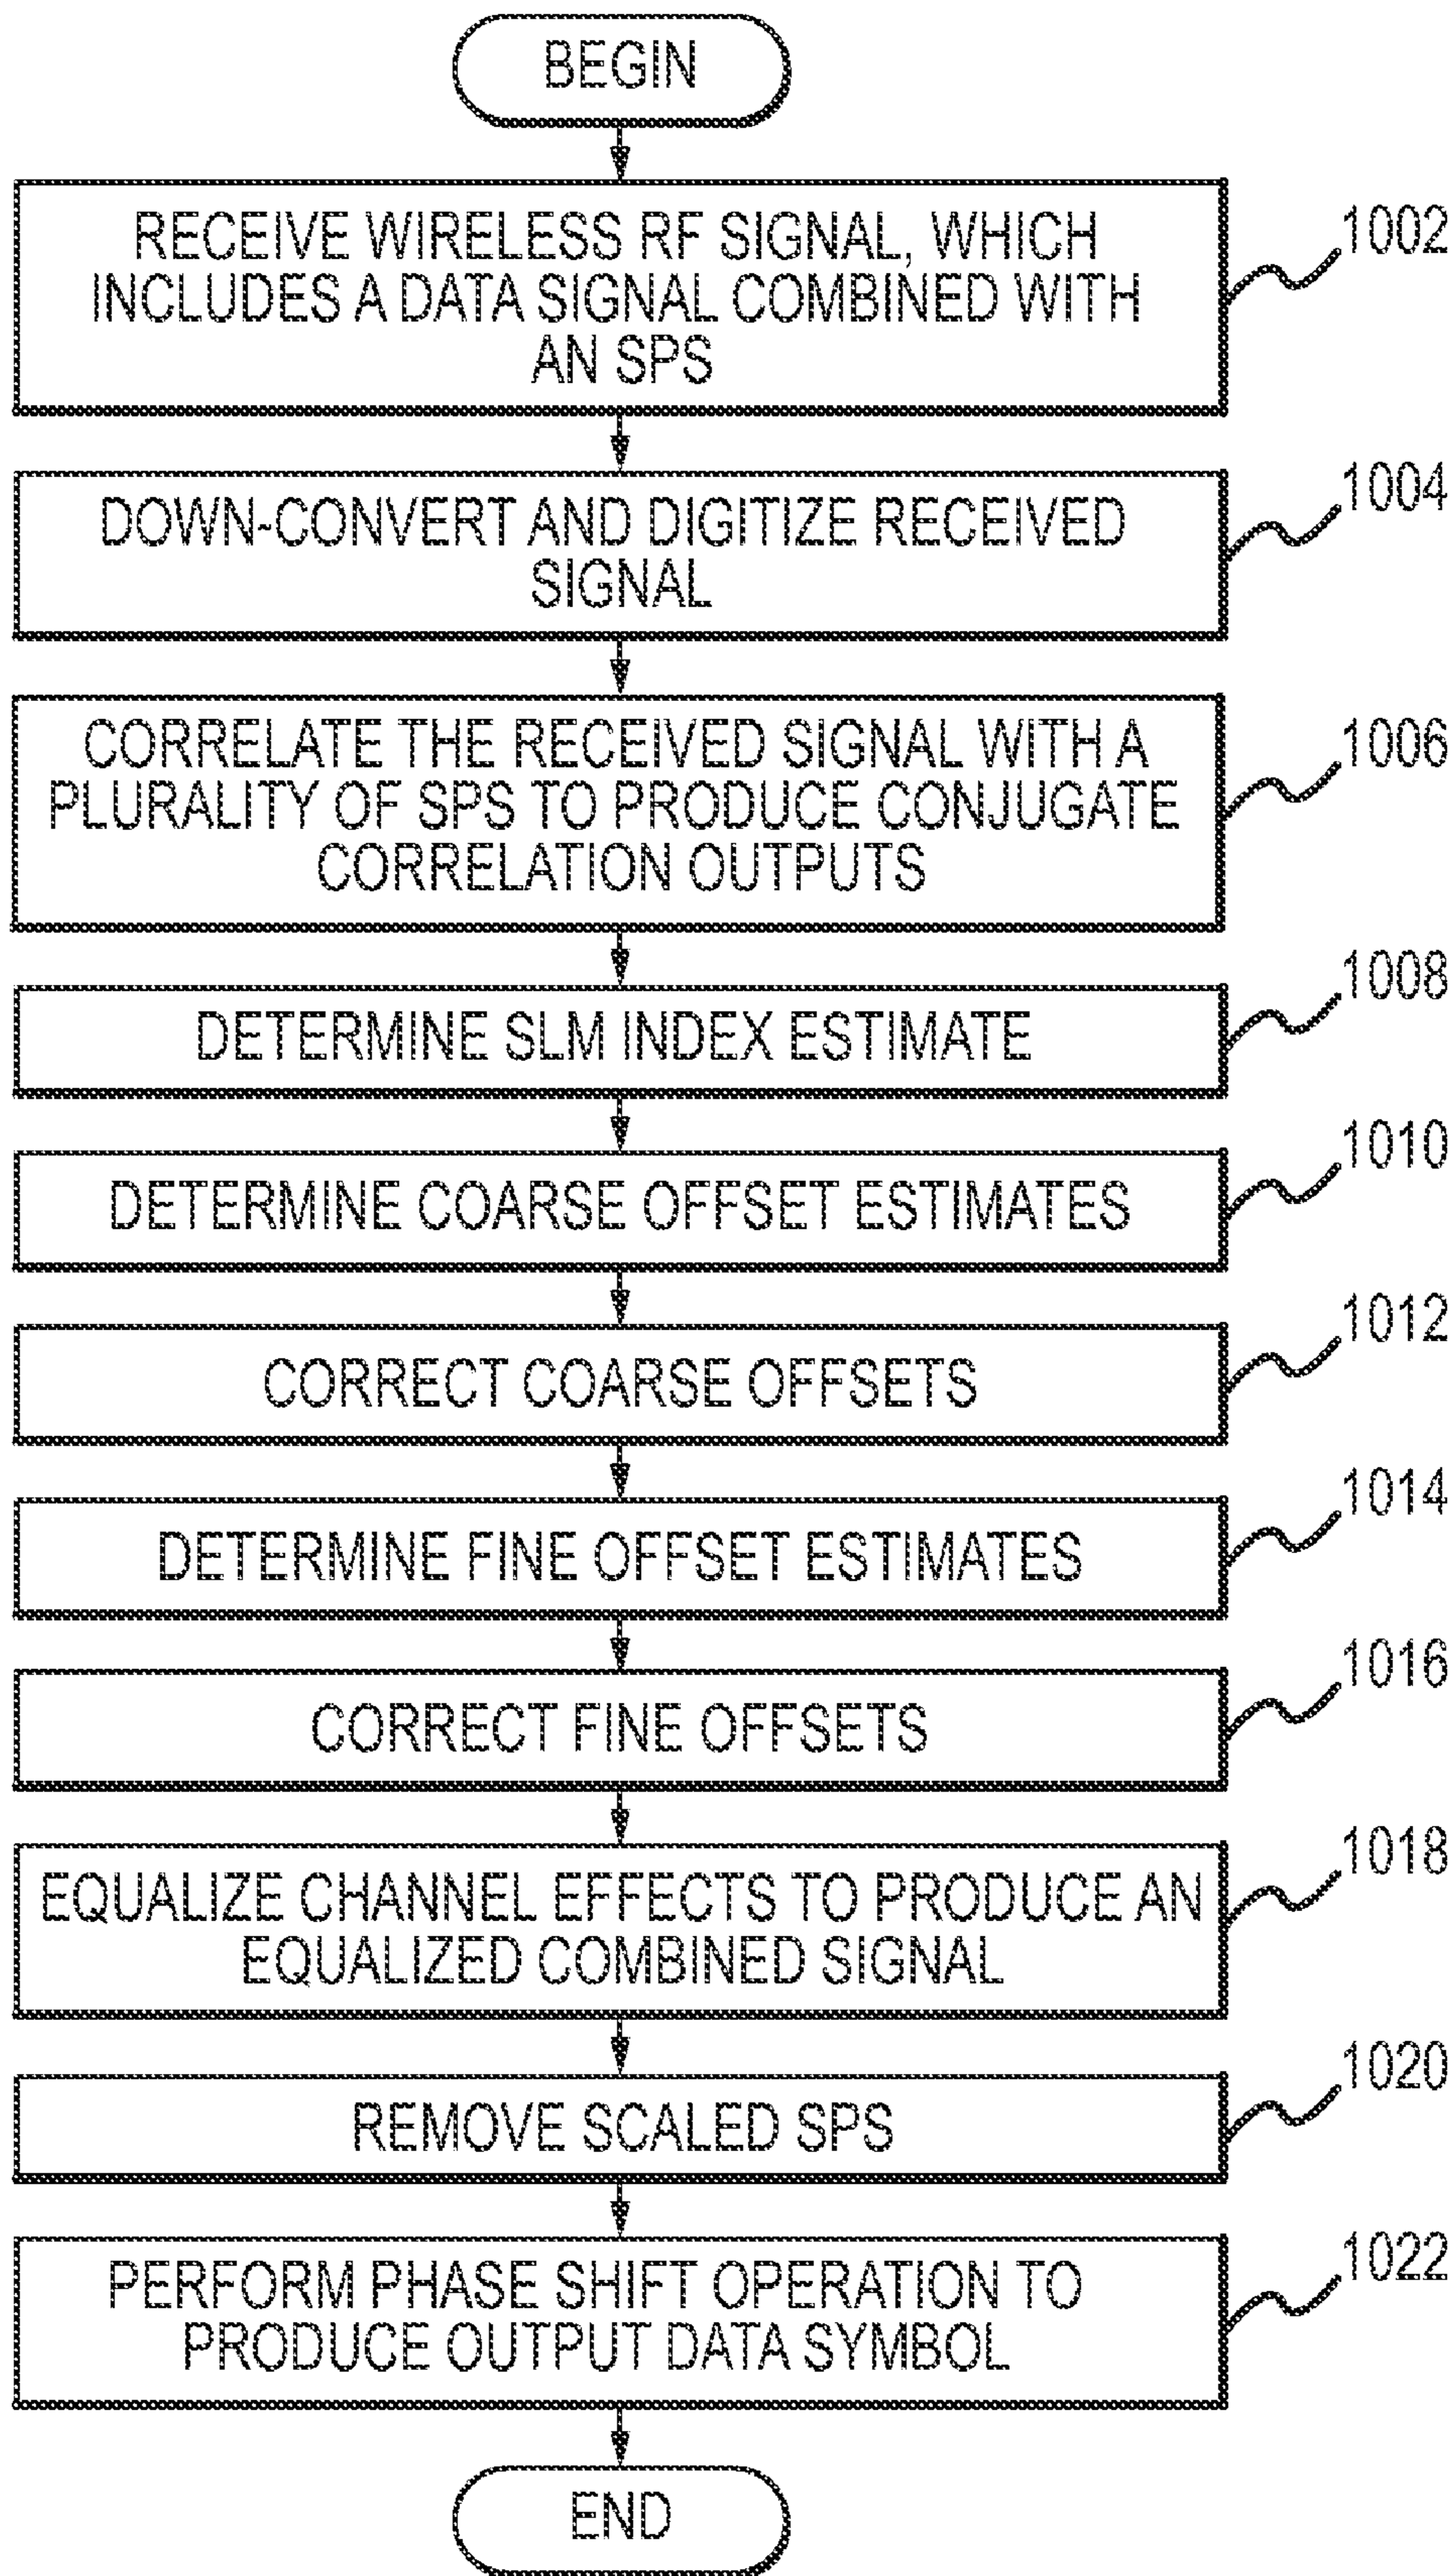 BEGIN
RECEIVE WIRELESS RF SIGNAL, WHICH
INCLUDES A DATA SIGNAL COMBINED WITH
AN SPS
1002
DOWN-CONVERT AND DIGITIZE RECEIVED
SIGNAL
1004
CORRELATE THE RECEIVED SIGNAL WITH A
PLURALITY OF SPS TO PRODUCE CONJUGATE
CORRELATION OUTPUTS
1006
DETERMINE SLM INDEX ESTIMATE
1008
DETERMINE COARSE OFFSET ESTIMATES
1010
CORRECT COARSE OFFSETS
1012
DETERMINE FINE OFFSET ESTIMATES
1014
CORRECT FINE OFFSETS
1016
EQUALIZE CHANNEL EFFECTS TO PRODUCE AN
EQUALIZED COMBINED SIGNAL
1018
REMOVE SCALED SPS
1020
PERFORM PHASE SHIFT OPERATION TO
PRODUCE OUTPUT DATA SYMBOL
1022
END